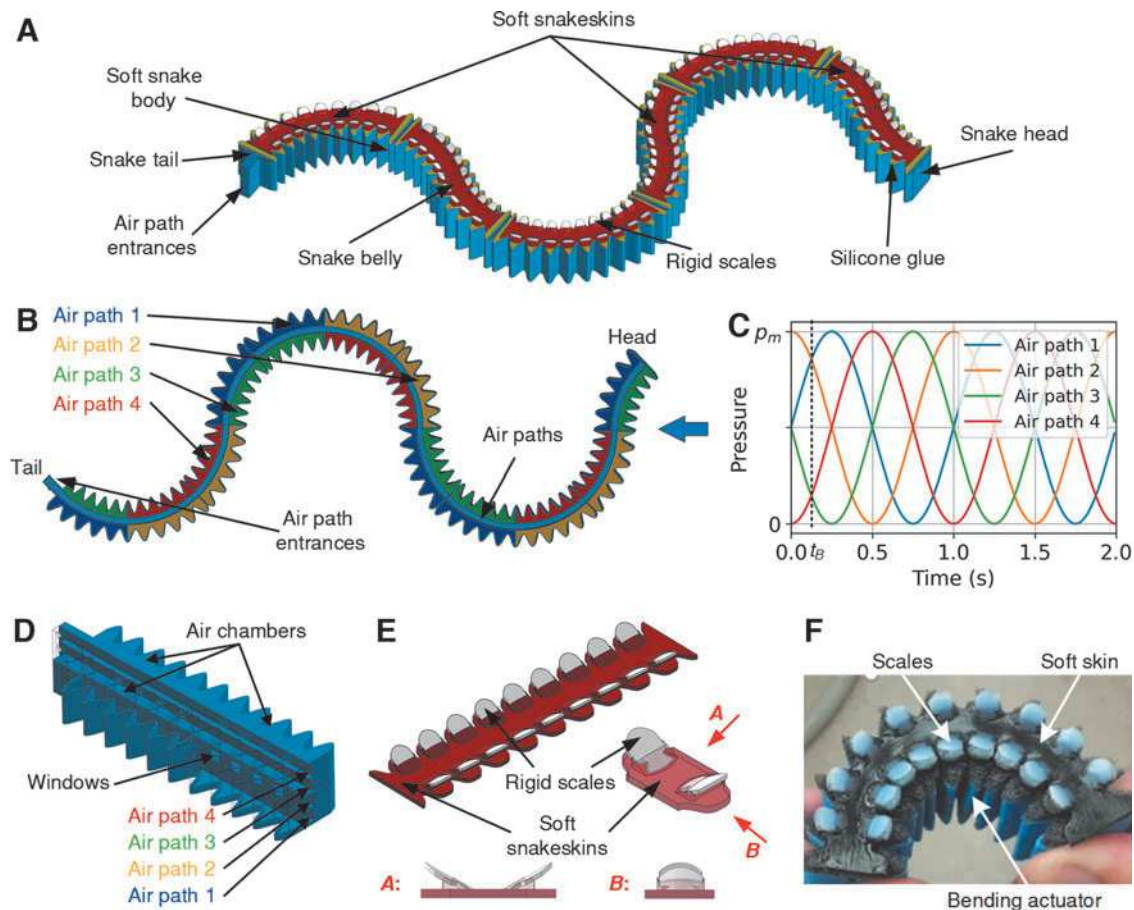 A
Soft snakeskins
Soft snake
body
Snake tail
Snake head
Air path
entrances
Snake belly
Rigid scales
Silicone glue
B
Air path 1
Air path 2
Air path 3
Air path 4
Head
Air paths
Tail
Air path
entrances
C
p_m
Air path 1
Air path 2
Air path 3
Air path 4
Pressure
0
0.0 t_B 0.5 1.0 1.5 2.0
Time (s)
D
Air chambers
Windows
Air path 4
Air path 3
Air path 2
Air path 1
E
A
Rigid scales
Soft
snakeskins
B
A:
B:
F
Scales
Soft skin
Bending actuator